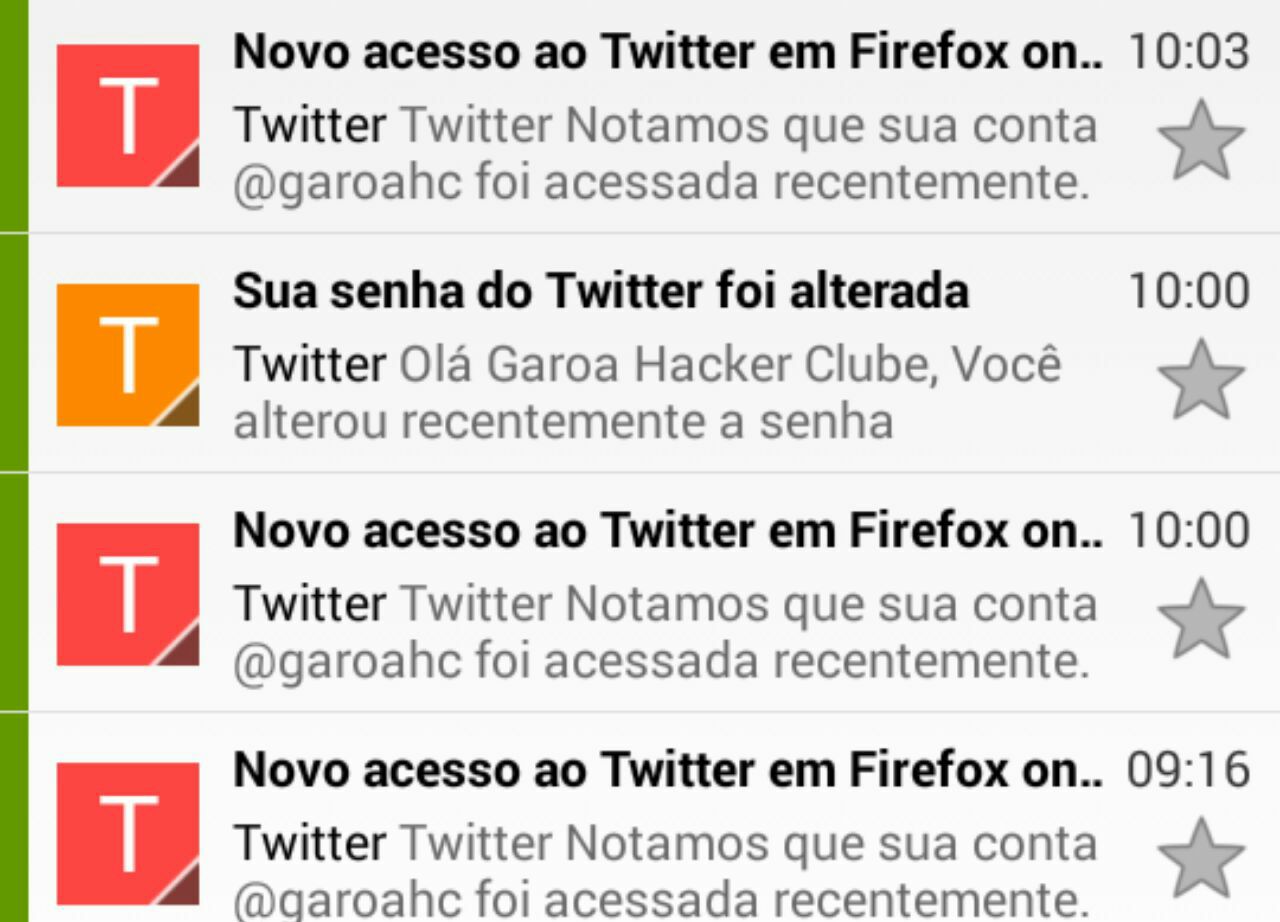 T
Novo acesso ao Twitter em Firefox on.. 10:03
Twitter Twitter Notamos que sua conta
@garoahc foi acessada recentemente.
T
Sua senha do Twitter foi alterada 10:00
Twitter Olá Garoa Hacker Clube, Você
alterou recentemente a senha
T
Novo acesso ao Twitter em Firefox on.. 10:00
Twitter Twitter Notamos que sua conta
@garoahc foi acessada recentemente.
T
Novo acesso ao Twitter em Firefox on.. 09:16
Twitter Twitter Notamos que sua conta
@garoahc foi acessada recentemente.